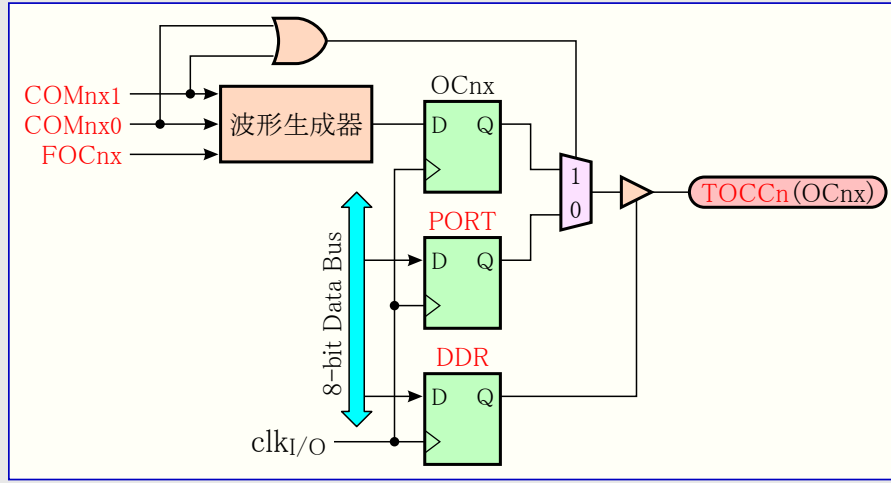 OCnx
COMnx1
COMnx0
FOCnx
波形生成器
D Q
1
0
TOCCn(OCnx)
PORT
D Q
8-bit Data Bus
DDR
D Q
clkI/O